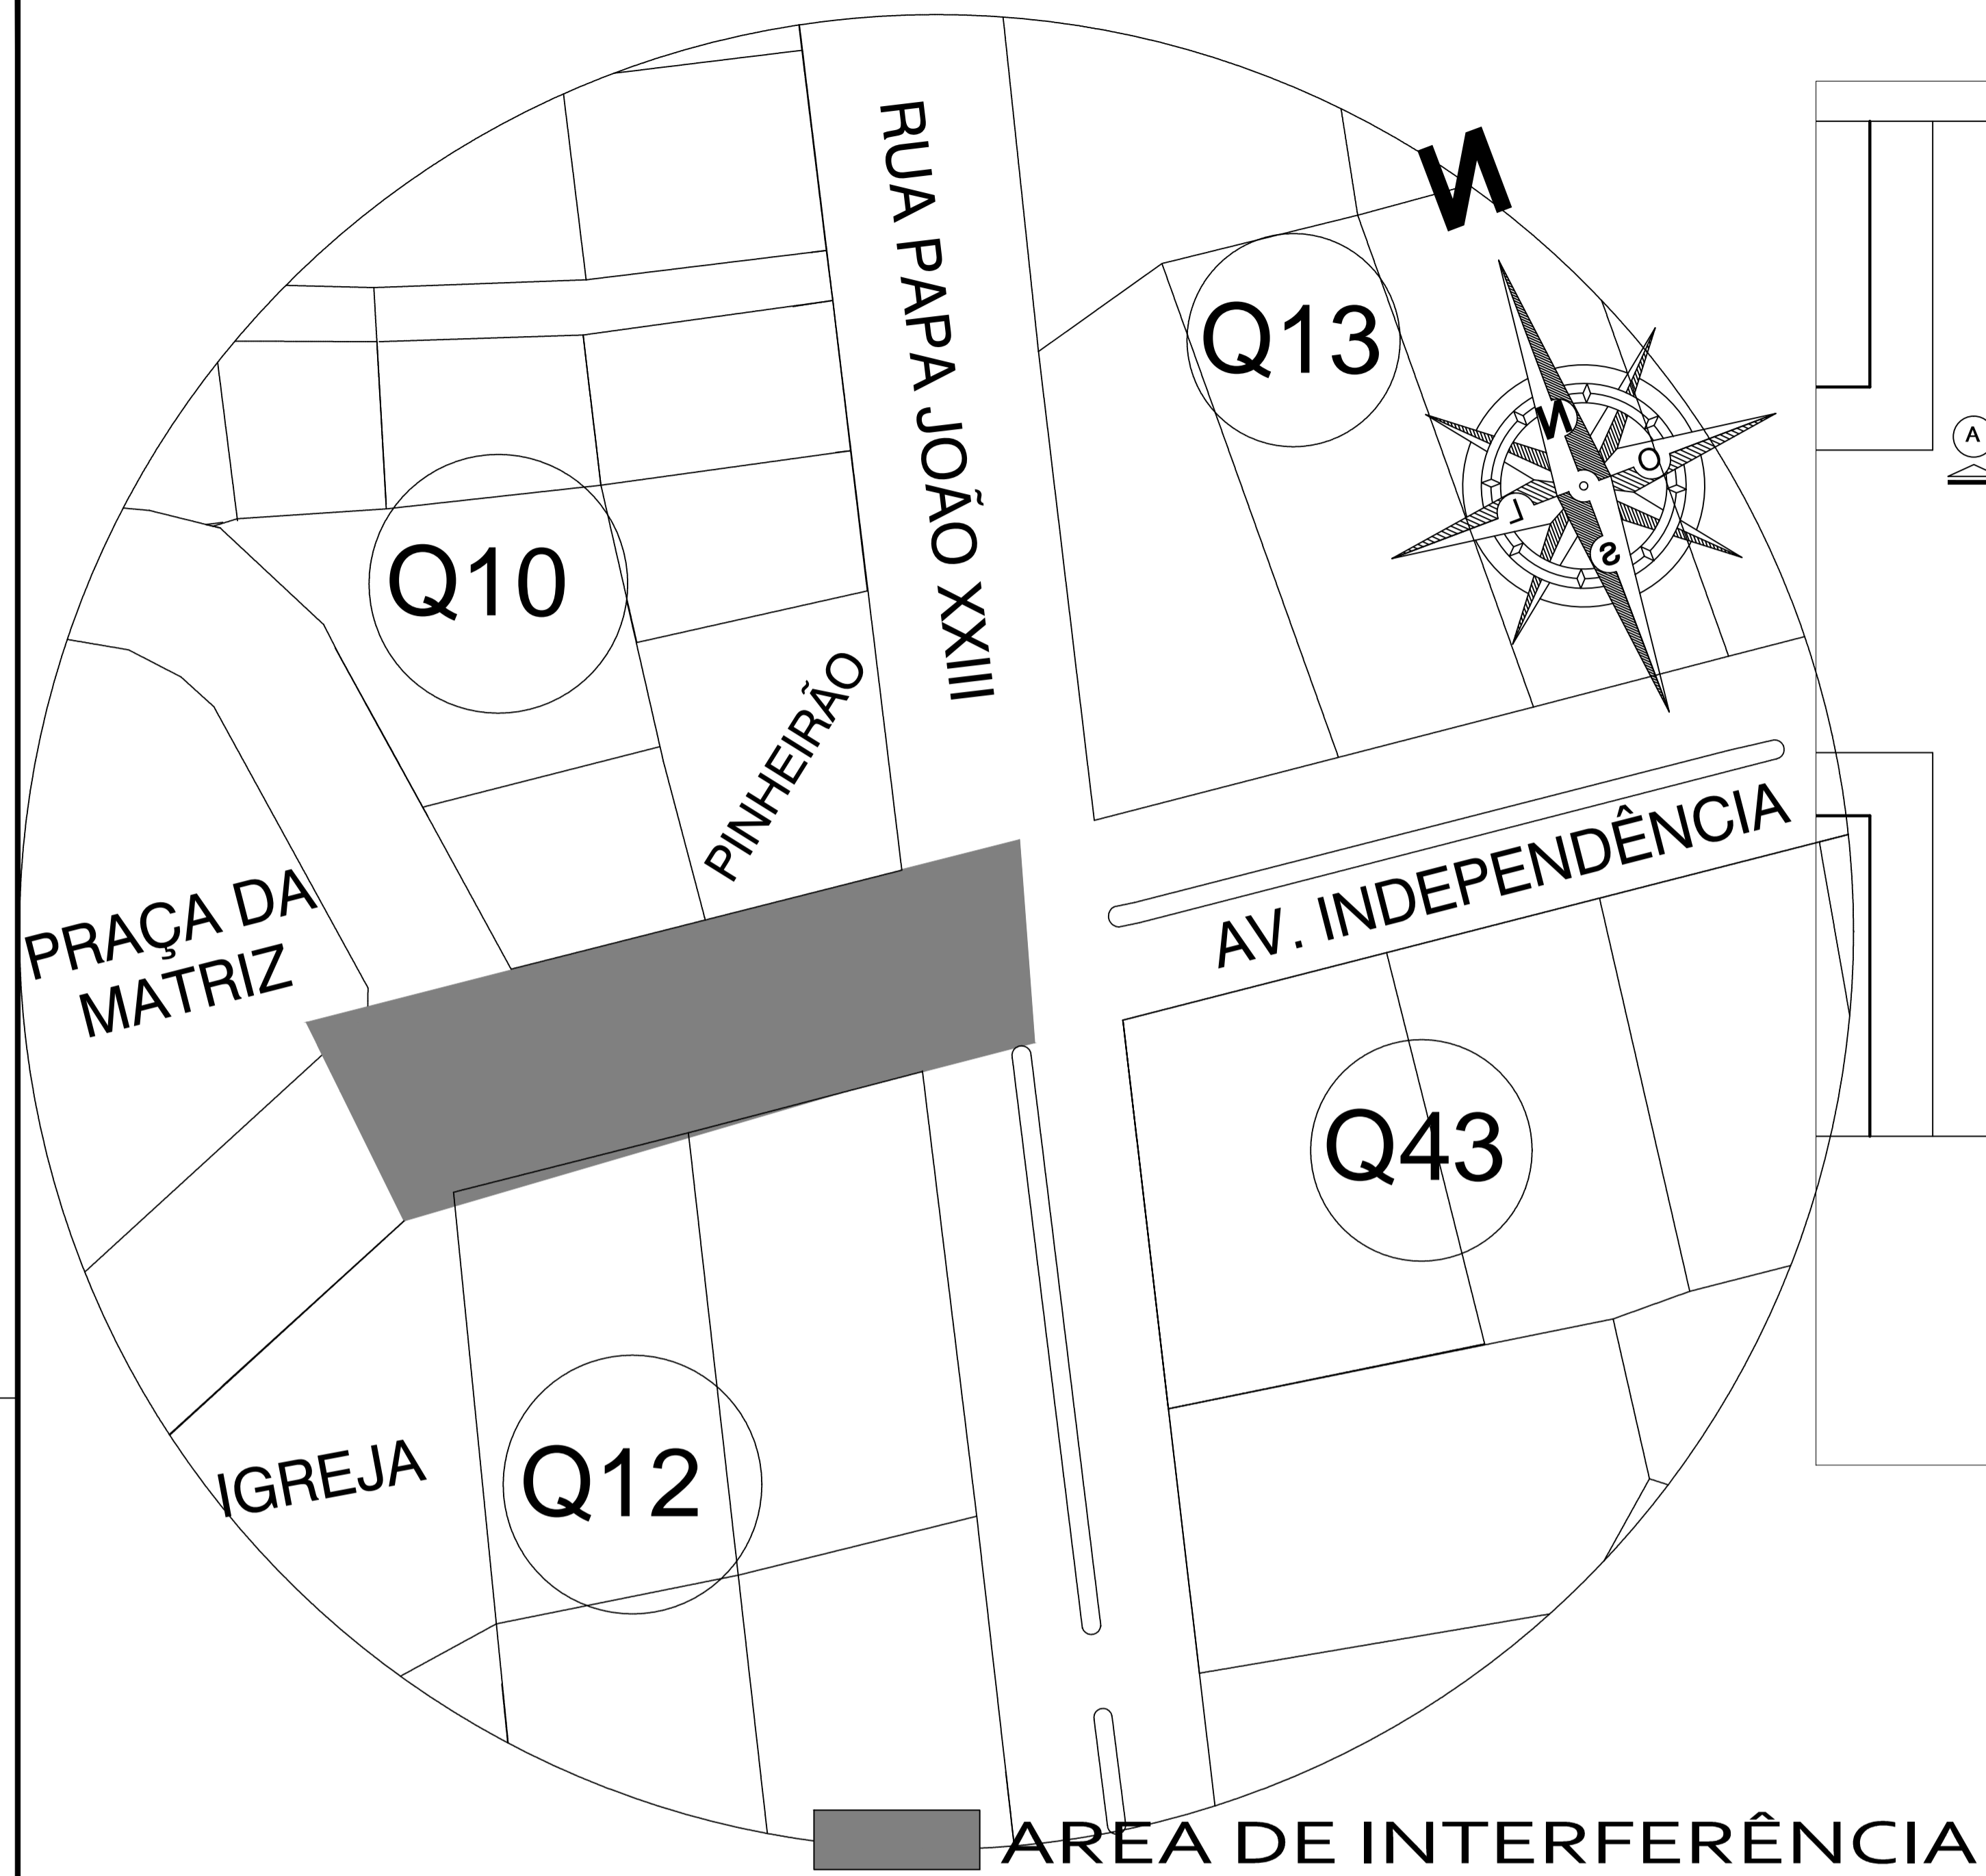 RUA PAPA JOÃO XXIII
N
Q13
N
O
L
S
A
Q10
PINHEIRÃO
AV. INDEPENDÊNCIA
PRAÇA DA
MATRIZ
Q43
Q12
IGREJA
AREA DE INTERFERÊNCIA